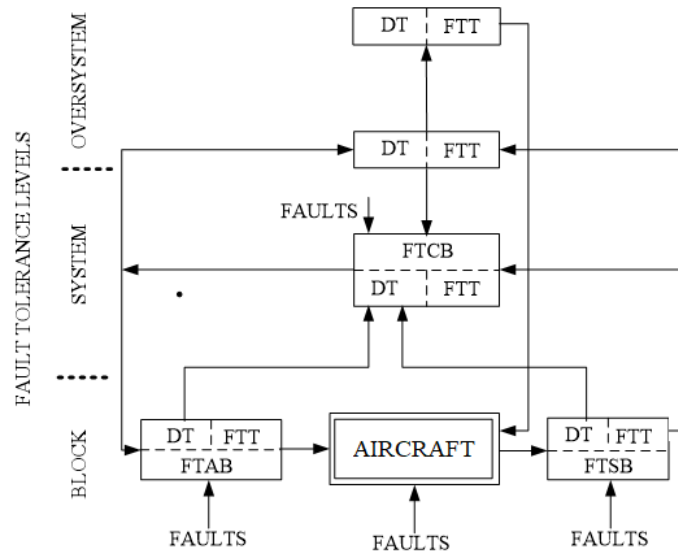 DT FTT
OVERSYSTEM
DT FTT
FAULTS
FTCB
DT FTT
SYSTEM
FAULT TOLERANCE LEVELS
DT FTT
FTAB
AIRCRAFT
DT FTT
FTSB
BLOCK
FAULTS
FAULTS
FAULTS